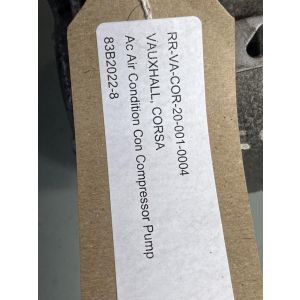 RR-VA-COR-20-001-0004
VAUXHALL, CORSA
Ac Air Condition Con Compressor Pump
83B2022-8